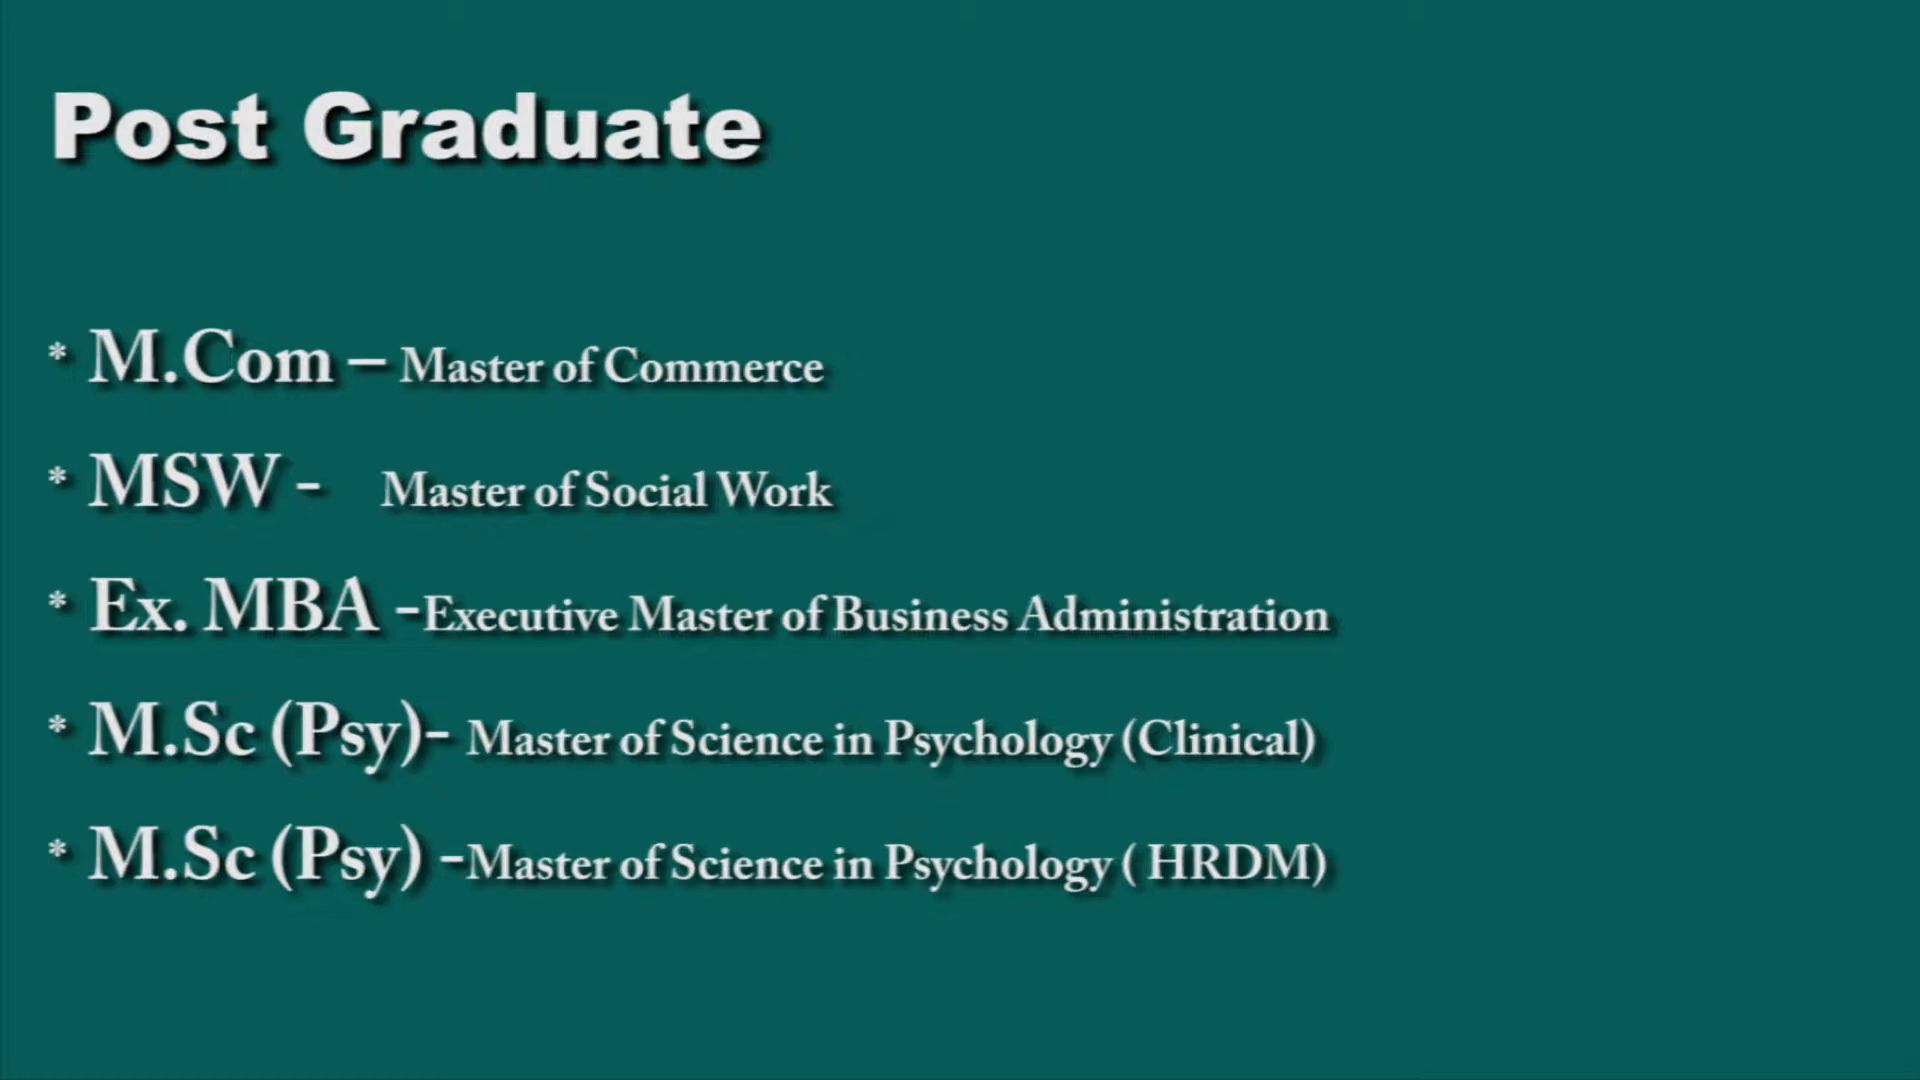 Post Graduate
* M.Com – Master of Commerce
* MSW - Master of Social Work
* Ex. MBA -Executive Master of Business Administration
* M.Sc (Psy)- Master of Science in Psychology (Clinical)
* M.Sc (Psy) -Master of Science in Psychology ( HRDM)